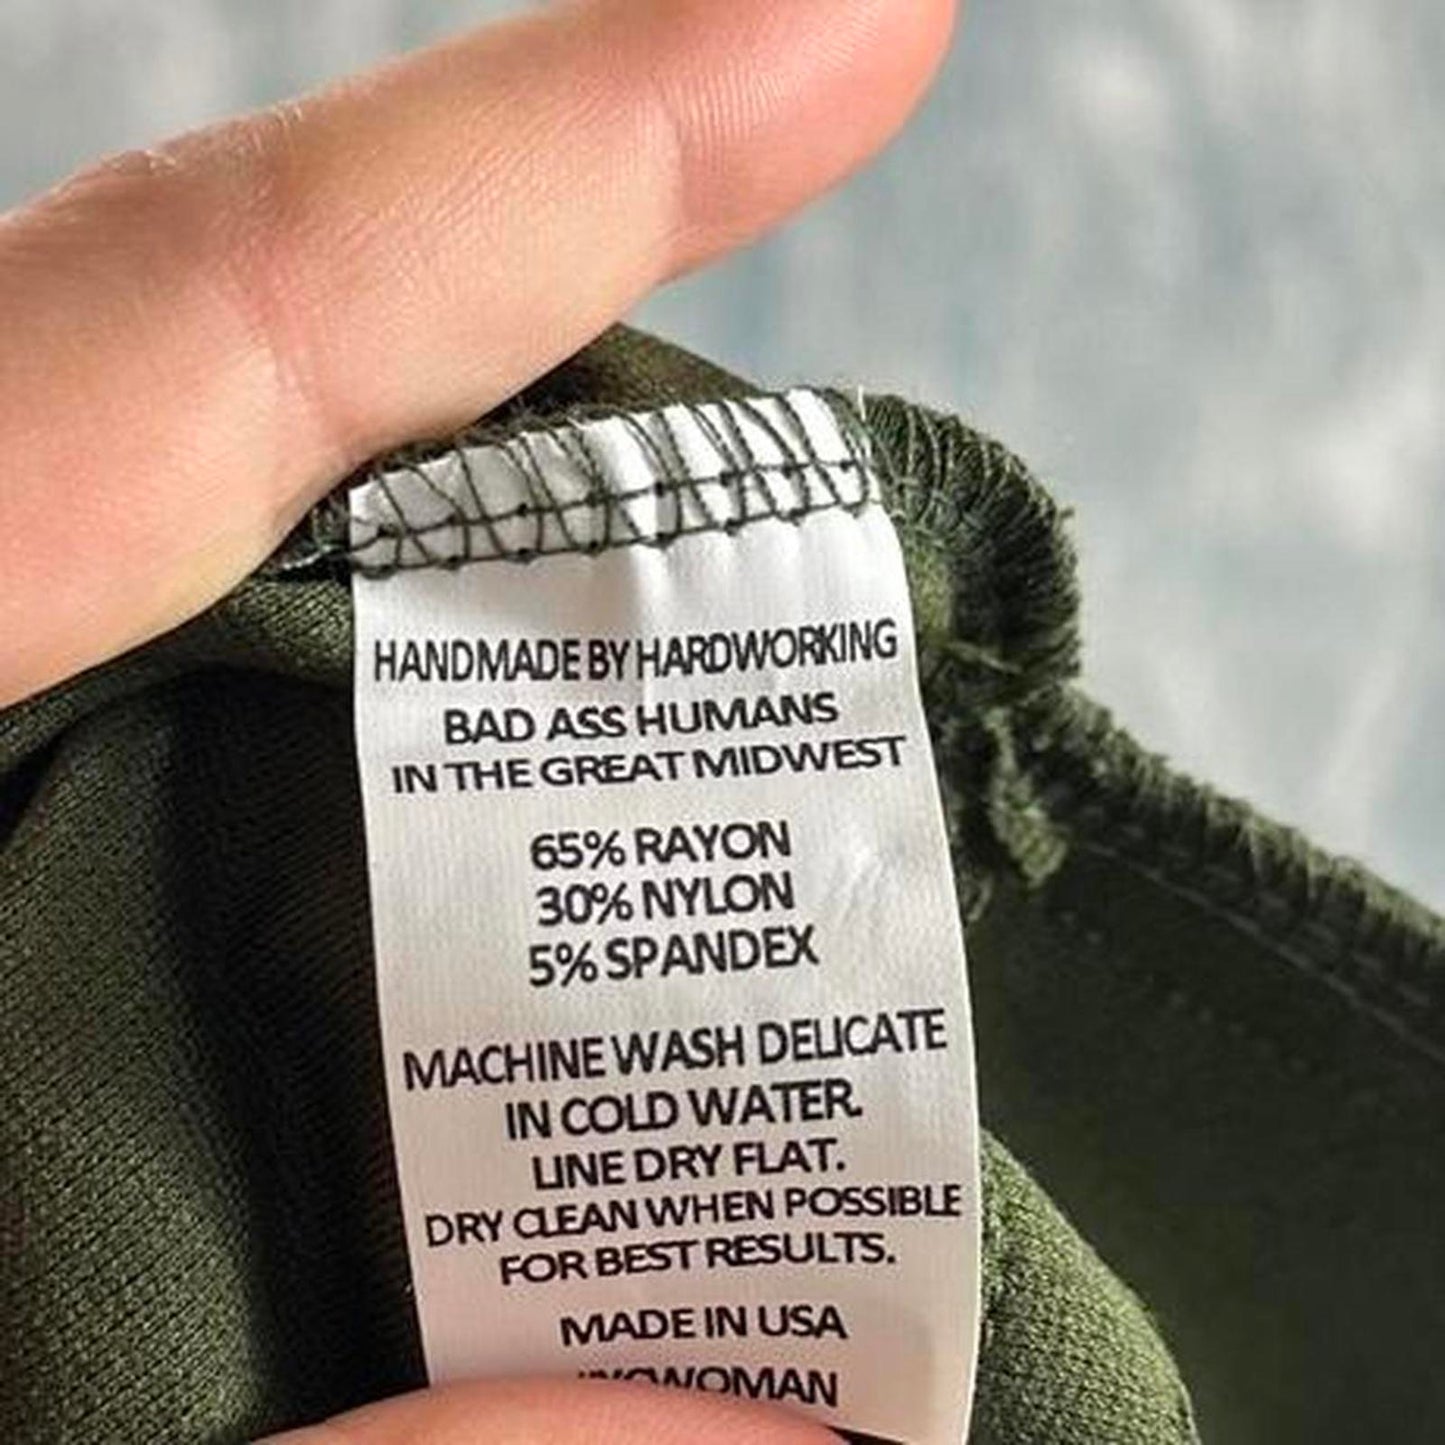 HANDMADE BY HARDWORKING
BAD ASS HUMANS
IN THE GREAT MIDWEST
65% RAYON
30% NYLON
5% SPANDEX
MACHINE WASH DELICATE
IN COLD WATER.
LINE DRY FLAT.
DRY CLEAN WHEN POSSIBLE
FOR BEST RESULTS.
MADE IN USA